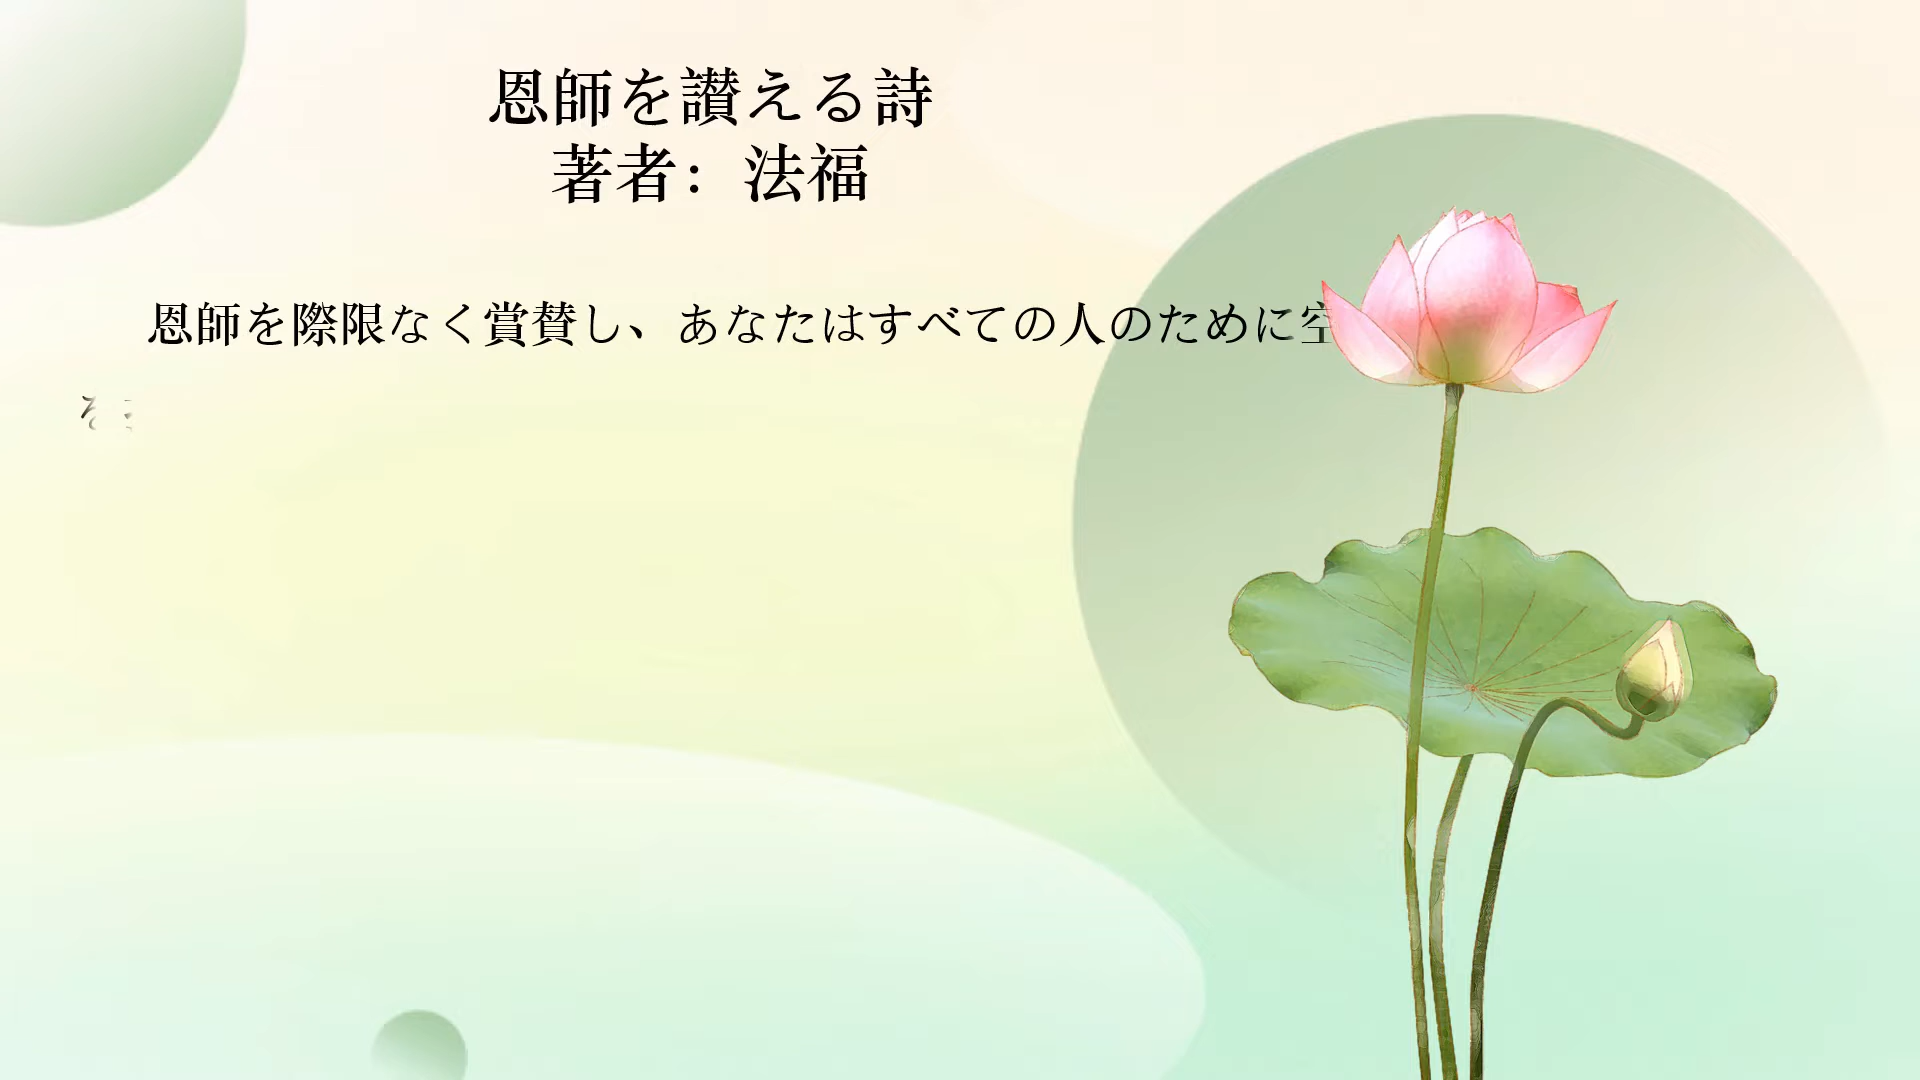 恩師を讃える詩
著者：法福
恩師を際限なく賞賛し、あなたはすべての人のために空